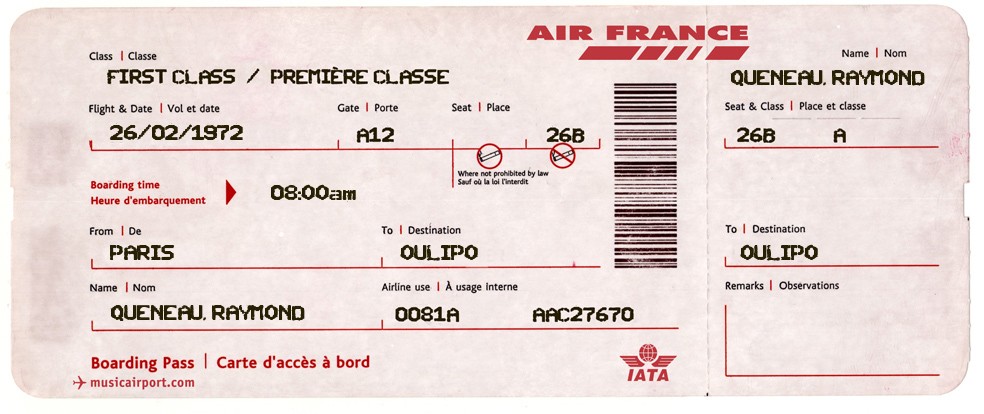 AIR FRANCE
Class | Classe
FIRST CLASS / PREMIÈRE CLASSE
Flight & Date | Vol et date
Gate | Porte
Seat | Place
26/02/1972
A12
26B
Where not prohibited by law
Sauf où la loi l'interdit
Boarding time
Heure d'embarquement
08:00am
From | De
To | Destination
PARIS
OULIPO
Name | Nom
Airline use | À usage interne
QUENEAU, RAYMOND
0081A
AAC27670
Boarding Pass | Carte d'accès à bord
musicairport.com
IATA
Name | Nom
QUENEAU, RAYMOND
Seat & Class | Place et classe
26B
A
To | Destination
OULIPO
Remarks | Observations